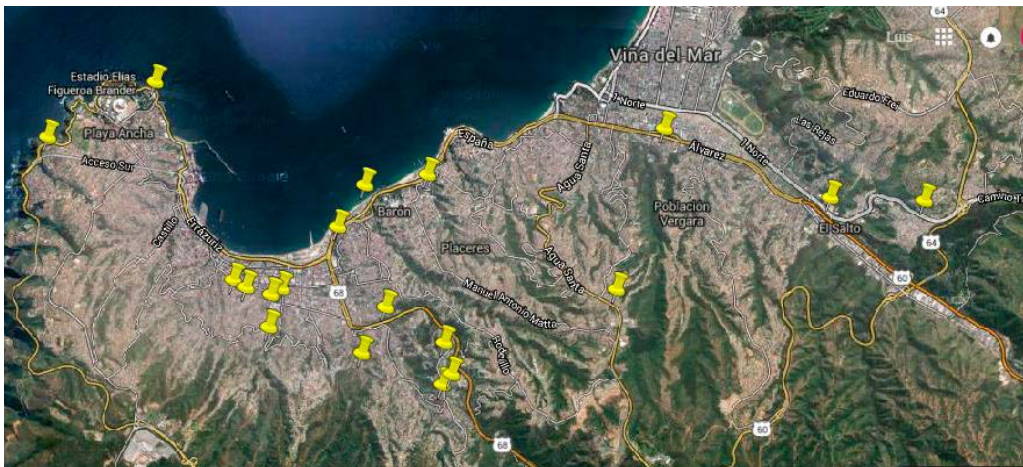 64
Luis
Viña del Mar
Estadio Elías
Figueroa Brander
Playa Ancha
Acceso Sur
1 Norte
Eduardo Frei
Las Rejas
España
Álvarez
1 Norte
Agua Santa
Población
Vergara
Camino T
Castillo
Errázuriz
Barón
Placeres
El Salto
64
Agua Santa
60
68
Manuel Antonio Matta
Rodelillo
60
68